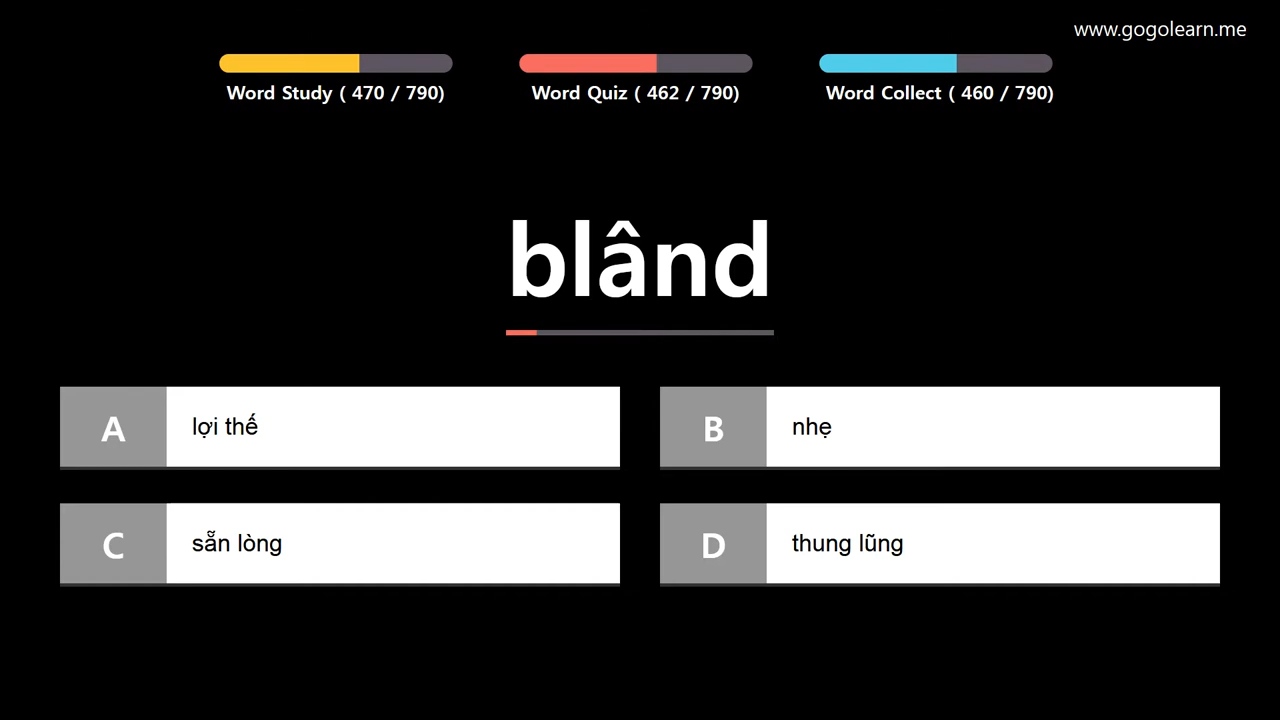 www.gogolearn.me
Word Study ( 470 / 790)
Word Quiz ( 462 / 790)
Word Collect ( 460 / 790)
blând
A
lợi thế
B
nhẹ
C
sẵn lòng
D
thung lũng